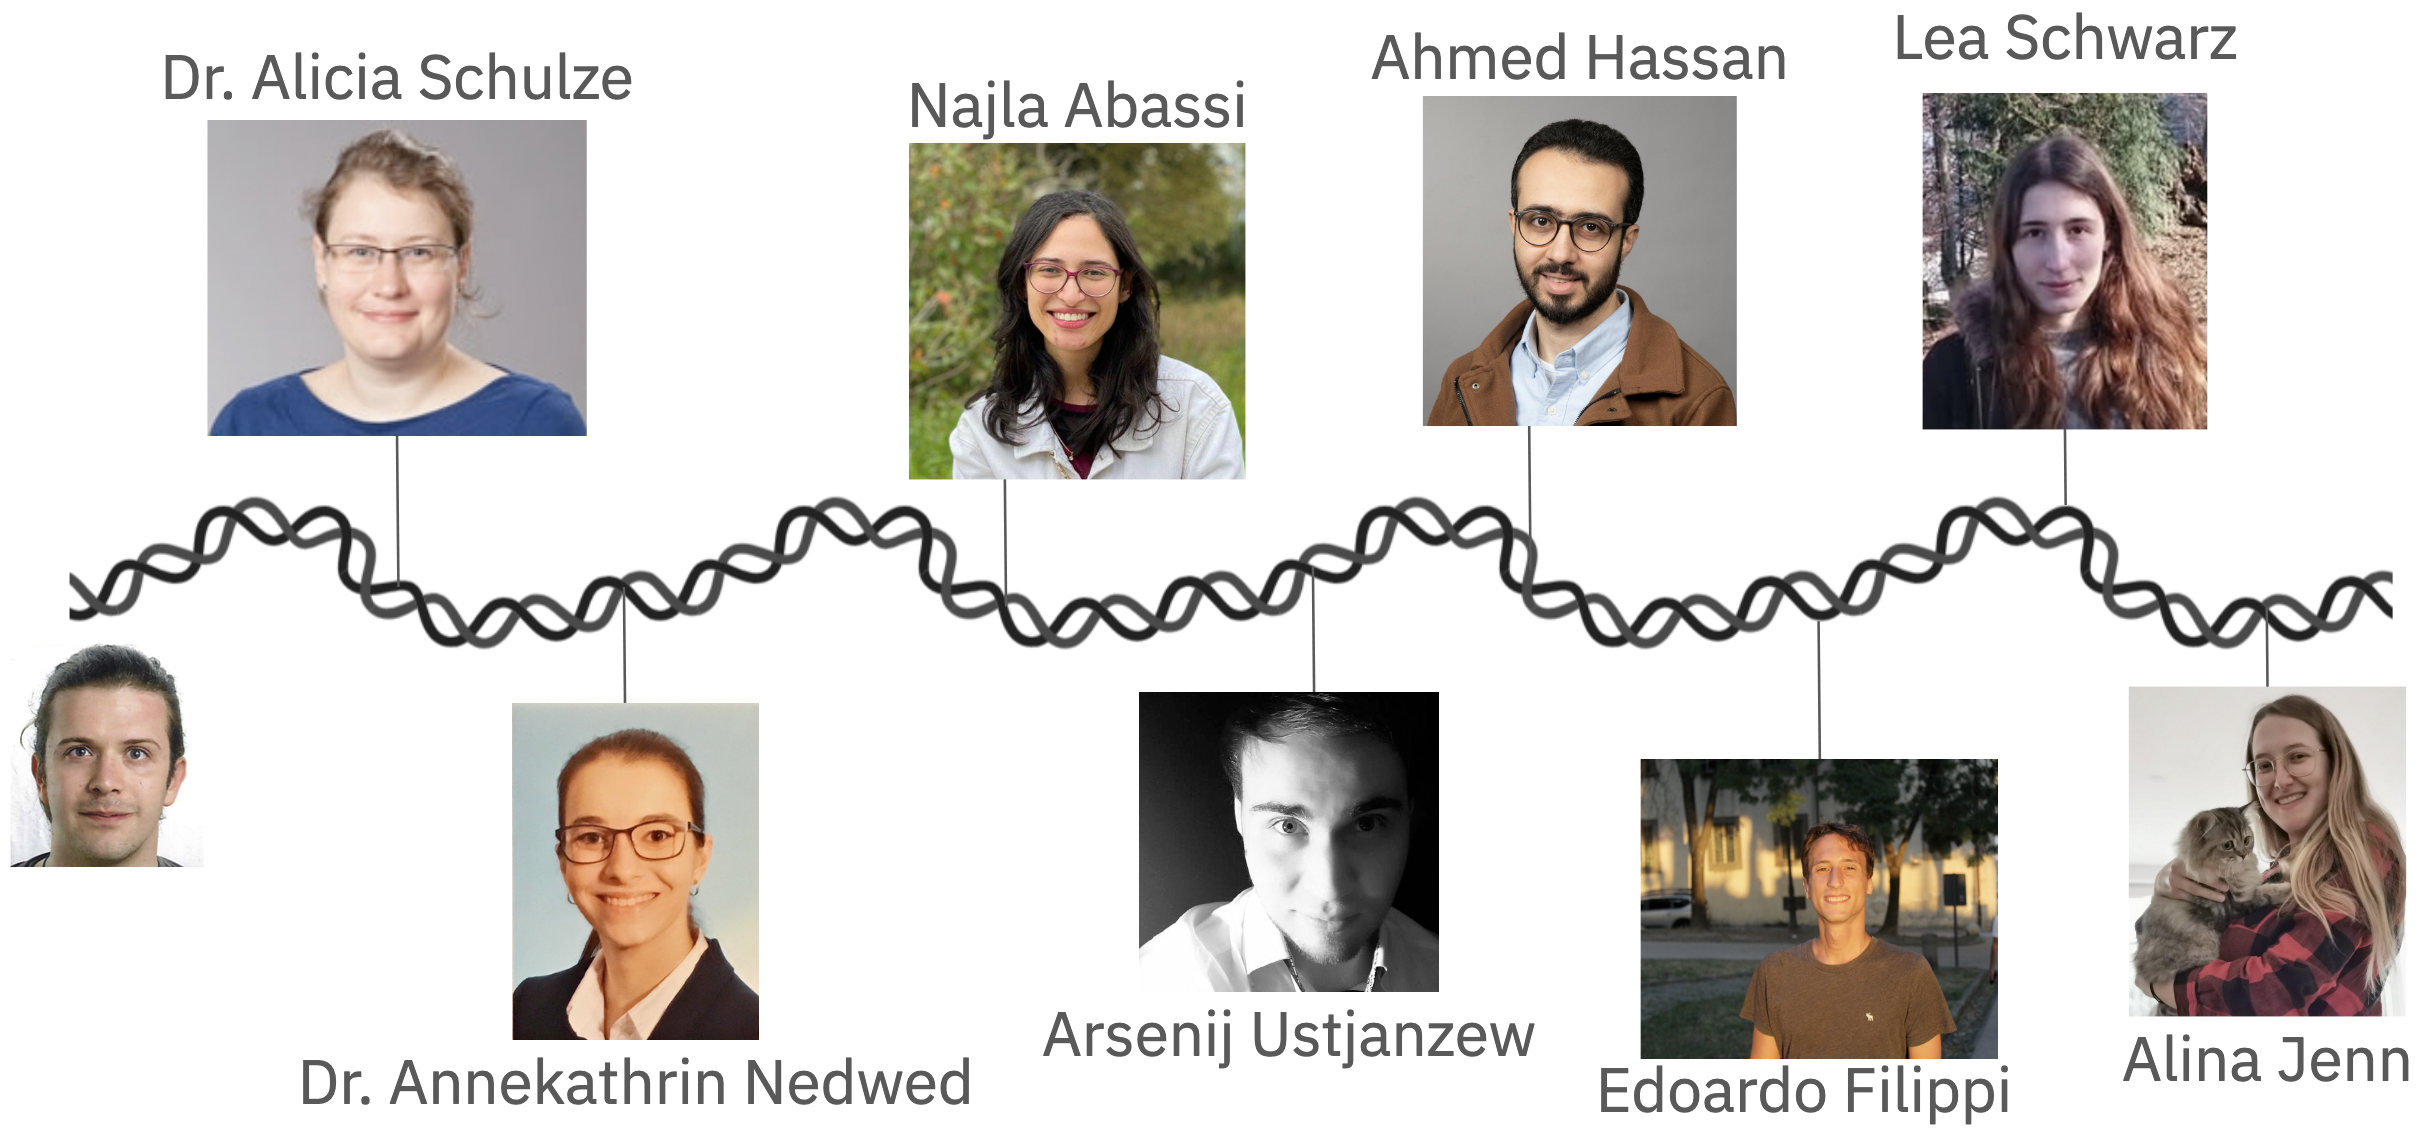 Dr. Alicia Schulze
Najla Abassi
Ahmed Hassan
Lea Schwarz
Dr. Annekathrin Nedwed
Arsenij Ustjanzew
Edoardo Filippi
Alina Jenn